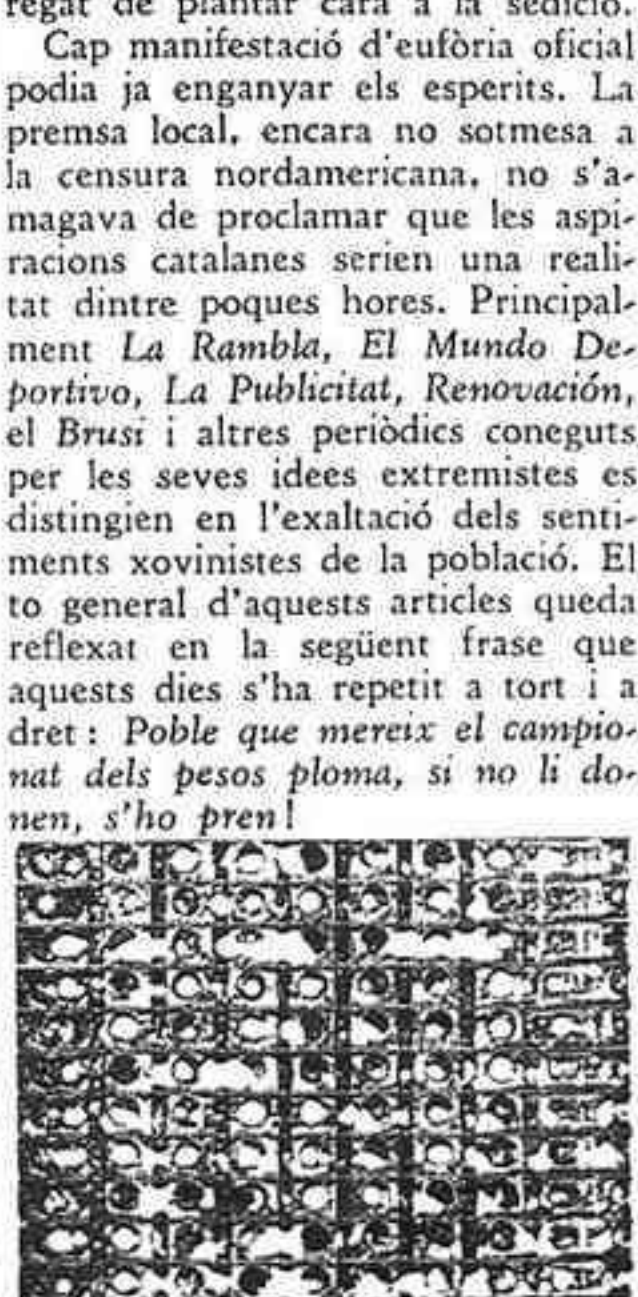 regat de plantar cara a la sedició.
Cap manifestació d'eufòria oficial
podia ja enganyar els esperits. La
premsa local, encara no sotmesa a
la censura nordamericana, no s'a-
magava de proclamar que les aspi-
racions catalanes serien una reali-
tat dintre poques hores. Principal-
ment La Rambla, El Mundo De-
portivo, La Publicitat, Renovación,
el Brusi i altres periòdics coneguts
per les seves idees extremistes es
distingien en l'exaltació dels senti-
ments xovinistes de la població. El
to general d'aquests articles queda
reflexat en la següent frase que
aquests dies s'ha repetit a tort i a
dret : Poble que mereix el campio-
nat dels pesos ploma, si no li do-
nen, s'ho pren!